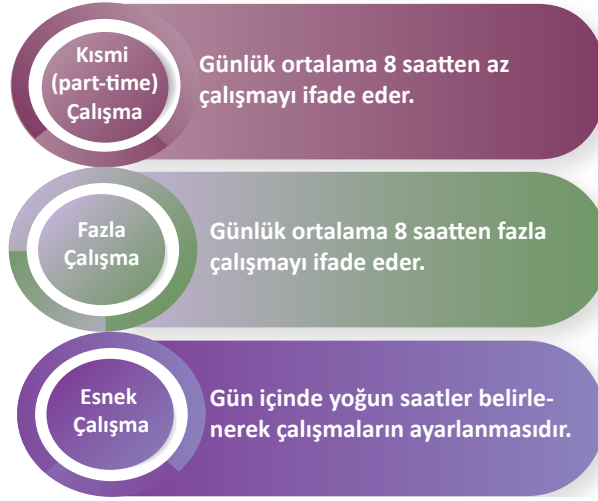 Kısmi
(part-time)
Çalışma
Günlük ortalama 8 saatten az
çalışmayı ifade eder.
Fazla
Çalışma
Günlük ortalama 8 saatten fazla
çalışmayı ifade eder.
Esnek
Çalışma
Gün içinde yoğun saatler belirle-
nerek çalışmaların ayarlanmasıdır.